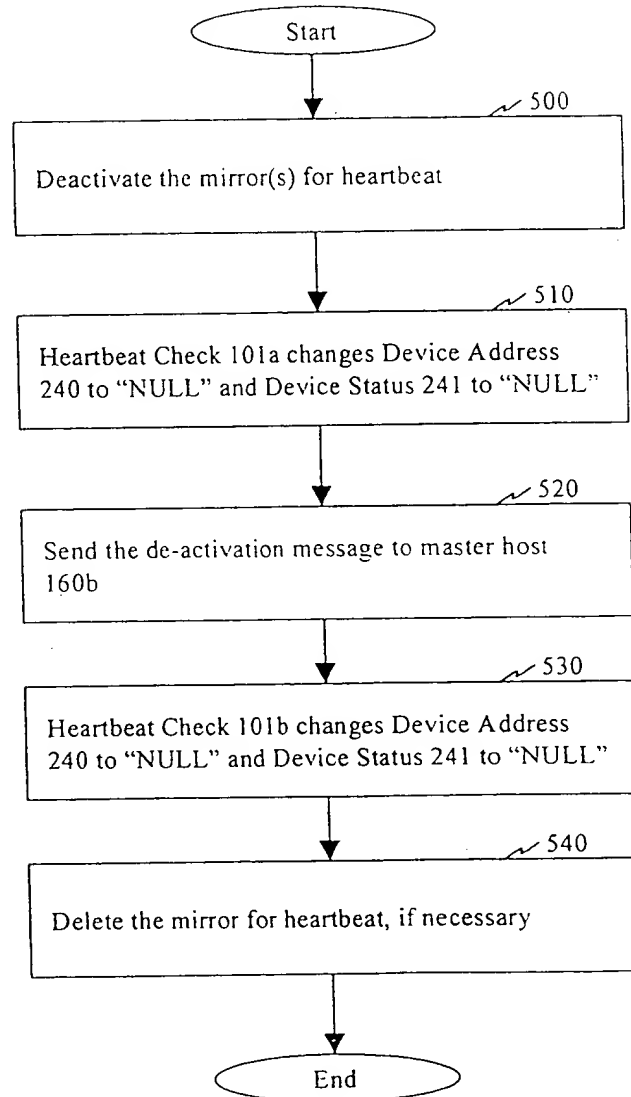 Start
500
Deactivate the mirror(s) for heartbeat
510
Heartbeat Check 101a changes Device Address
240 to “NULL” and Device Status 241 to “NULL”
520
Send the de-activation message to master host
160b
530
Heartbeat Check 101b changes Device Address
240 to “NULL” and Device Status 241 to “NULL”
540
Delete the mirror for heartbeat, if necessary
End